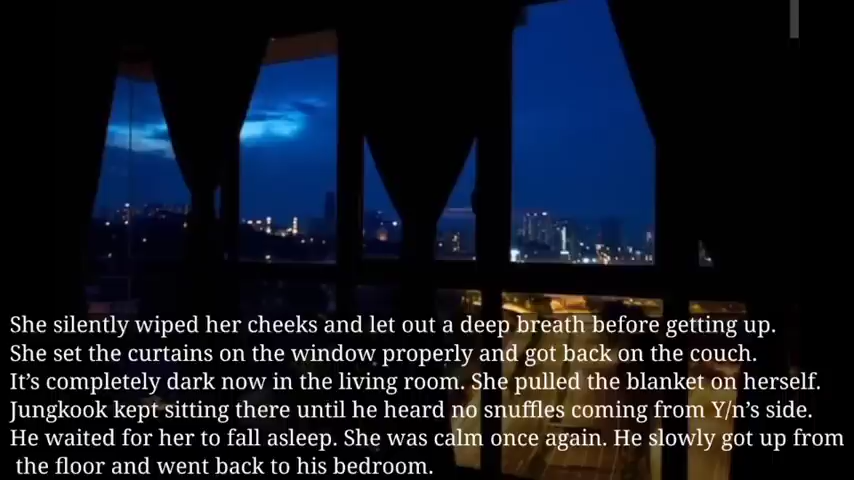 She silently wiped her cheeks and let out a deep breath before getting up.
She set the curtains on the window properly and got back on the couch.
It’s completely dark now in the living room. She pulled the blanket on herself.
Jungkook kept sitting there until he heard no snuffles coming from Y/n’s side.
He waited for her to fall asleep. She was calm once again. He slowly got up from
the floor and went back to his bedroom.